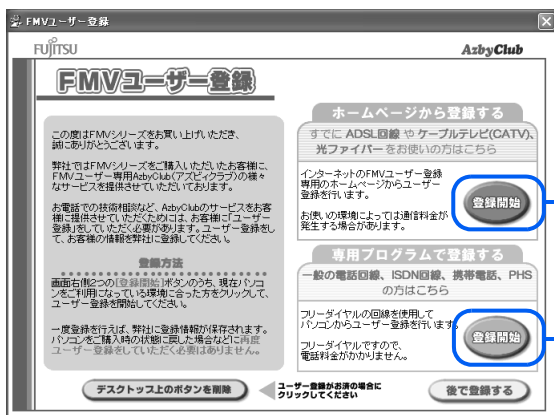 FMVユーザー登録
FUJITSU
AzbyClub
FMVユーザー登録
この度はFMVシリーズをお買い上げいただき、
誠にありがとうございます。
弊社ではFMVシリーズをご購入いただいたお客様に、
FMVユーザー専用AzbyClub(アズビィクラブ)の様々
なサービスを提供させていただいております。
お電話での技術相談など、AzbyClubのサービスをお客
様に提供させていただくためには、お客様に「ユーザー
登録」をしていただく必要があります。ユーザー登録をし
て、お客様の情報を弊社に登録してください。
登録方法
画面右側2つの[登録開始]ボタンのうち、現在パソコ
ンをご利用になっている環境に合った方をクリックして、
ユーザー登録を開始してください。
一度登録を行えば、弊社に登録情報が保存されます。
パソコンをご購入時の状態に戻した場合などに再度
ユーザー登録をしていただく必要はありません。
ホームページから登録する
すでに ADSL回線 や ケーブルテレビ(CATV)、
光ファイバー をお使いの方はこちら
インターネットのFMVユーザー登録
専用のホームページからユーザー
登録を行います。
お使いの環境によっては通信料金が
発生する場合があります。
登録開始
専用プログラムで登録する
一般の電話回線、ISDN回線、携帯電話、PHS
の方はこちら
フリーダイヤルの回線を使用して
パソコンからユーザー登録を行います。
フリーダイヤルですので、
電話料金がかかりません。
登録開始
デスクトップ上のボタンを削除
ユーザー登録がお済の場合に
クリックしてください
後で登録する